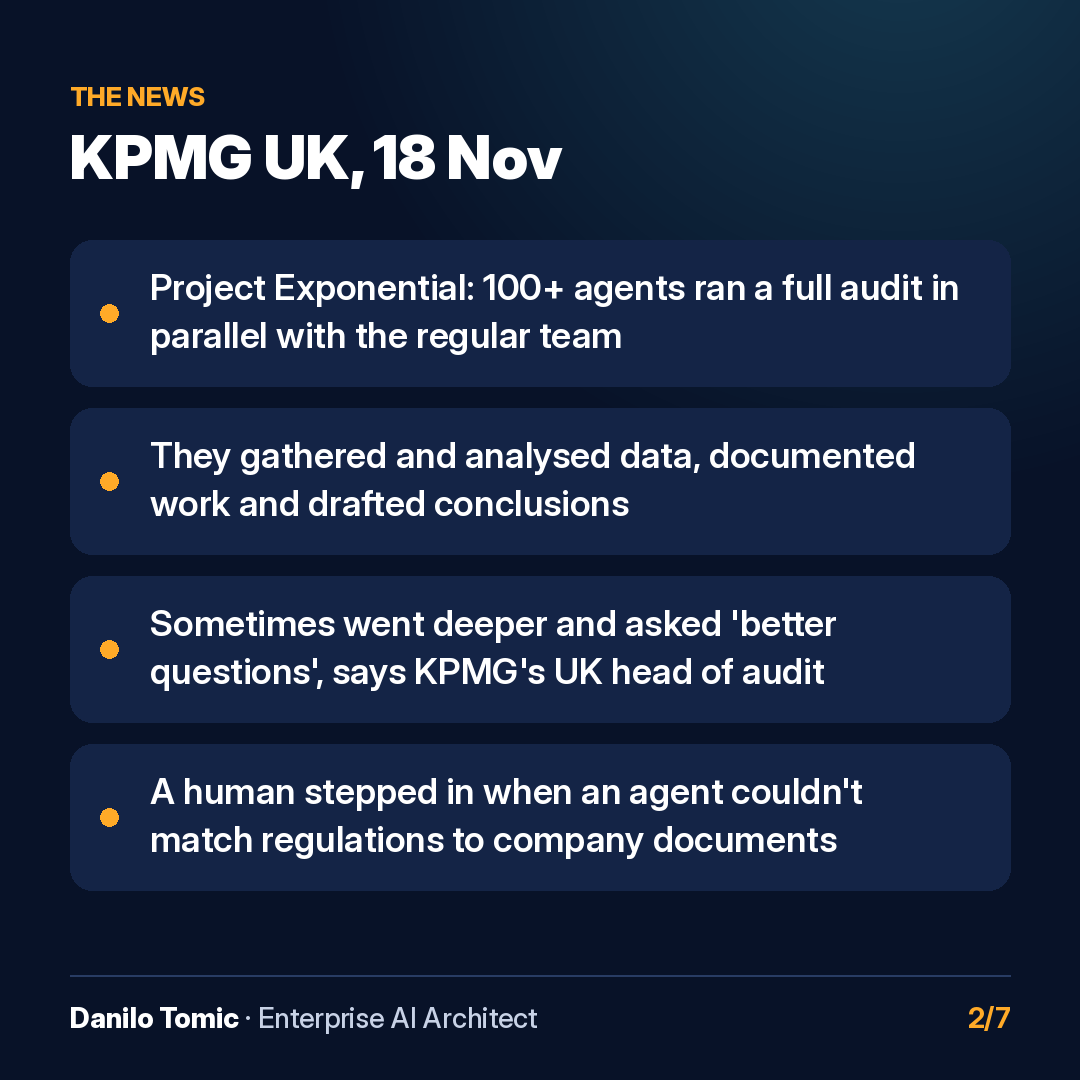 THE NEWS
KPMG UK, 18 Nov
Project Exponential: 100+ agents ran a full audit in
parallel with the regular team
They gathered and analysed data, documented
work and drafted conclusions
Sometimes went deeper and asked 'better
questions', says KPMG's UK head of audit
A human stepped in when an agent couldn't
match regulations to company documents
Danilo Tomic · Enterprise AI Architect
2/7